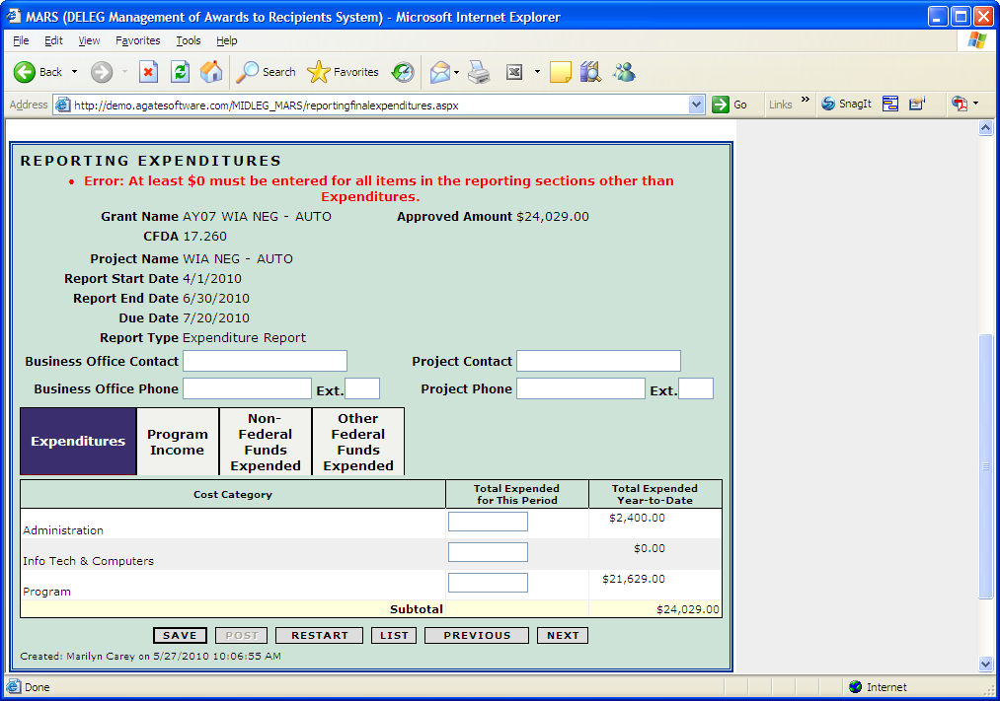 MARS (DELEG Management of Awards to Recipients System) - Microsoft Internet Explorer
File Edit View Favorites Tools Help
Back Search Favorites
Address http://demo.agatesoftware.com/MIDLEG_MARS/reportingfinalexpenditures.aspx Go Links » SnagIt
REPORTING EXPENDITURES
• Error: At least $0 must be entered for all items in the reporting sections other than
Expenditures.
Grant Name AY07 WIA NEG - AUTO Approved Amount $24,029.00
CFDA 17.260
Project Name WIA NEG - AUTO
Report Start Date 4/1/2010
Report End Date 6/30/2010
Due Date 7/20/2010
Report Type Expenditure Report
Business Office Contact Project Contact
Business Office Phone Ext. Project Phone Ext.
Expenditures
Program
Income
Non-
Federal
Funds
Expended
Other
Federal
Funds
Expended
Cost Category
Total Expended
for This Period
Total Expended
Year-to-Date
Administration $2,400.00
Info Tech & Computers $0.00
Program $21,629.00
Subtotal $24,029.00
SAVE POST RESTART LIST PREVIOUS NEXT
Created: Marilyn Carey on 5/27/2010 10:06:55 AM
Done Internet